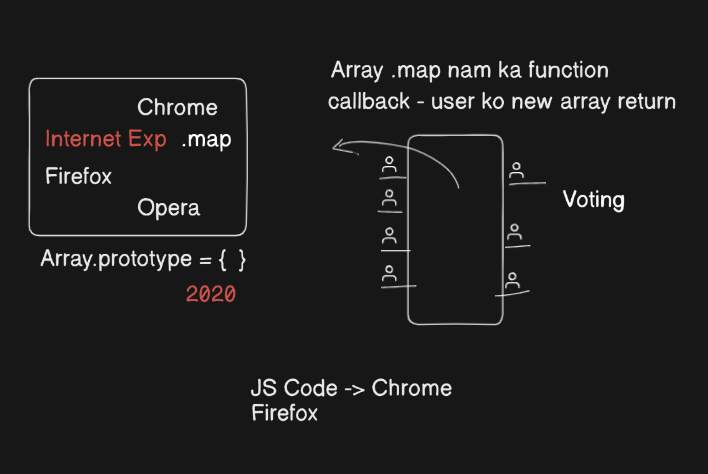 Chrome
Internet Exp .map
Firefox
Opera
Array.prototype = { }
2020
Array .map nam ka function
callback - user ko new array return
Voting
JS Code -> Chrome
Firefox